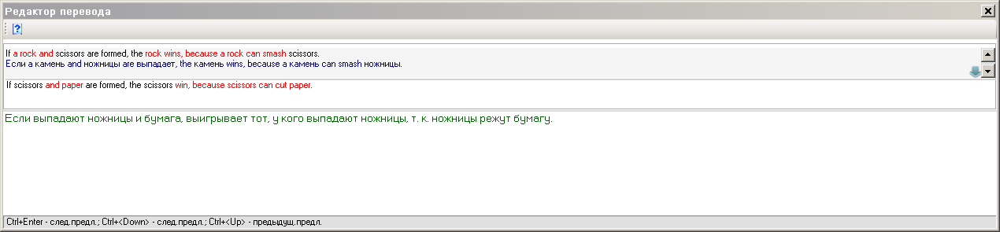 Редактор перевода
If a rock and scissors are formed, the rock wins, because a rock can smash scissors.
Если a камень and ножницы are выпадает, the камень wins, because a камень can smash ножницы.
If scissors and paper are formed, the scissors win, because scissors can cut paper.
Если выпадают ножницы и бумага, выигрывает тот, у кого выпадают ножницы, т. к. ножницы режут бумагу.
Ctrl+Enter - след.предл.; Ctrl+<Down> - след.предл.; Ctrl+<Up> - предыдущ.предл.